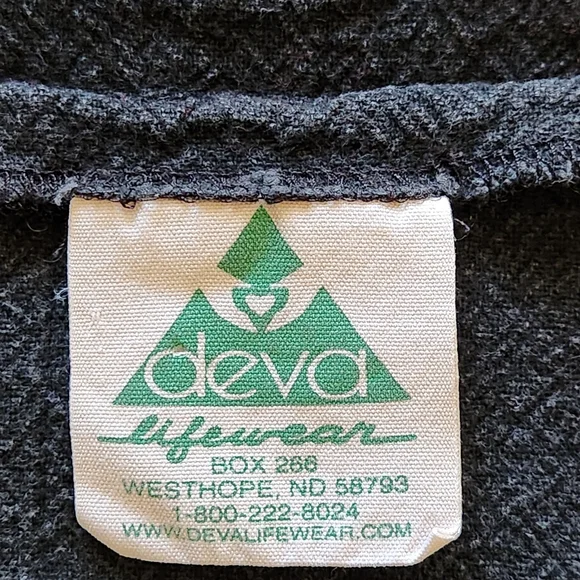 deva
lifewear
BOX 266
WESTHOPE, ND 58793
1-800-222-8024
WWW.DEVALIFEWEAR.COM